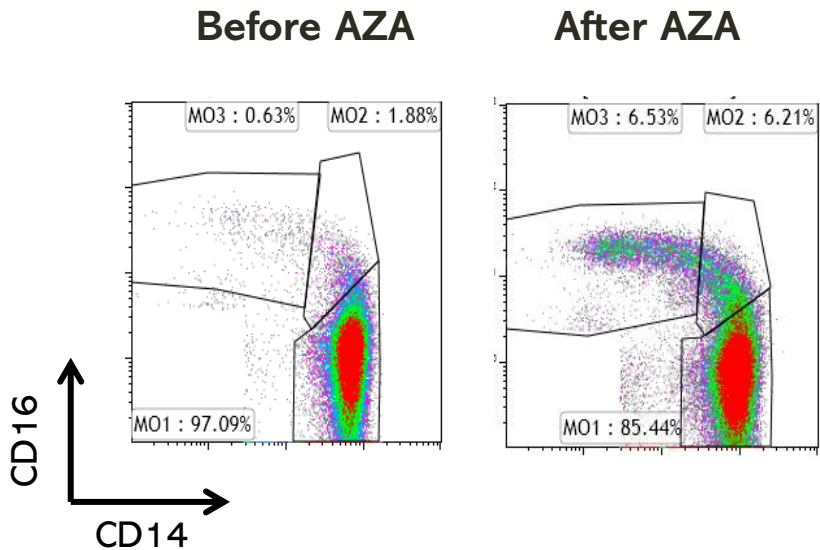 Before AZA
After AZA
MO3 : 0.63%
MO2 : 1.88%
MO3 : 6.53%
MO2 : 6.21%
MO1 : 97.09%
MO1 : 85.44%
CD16
CD14